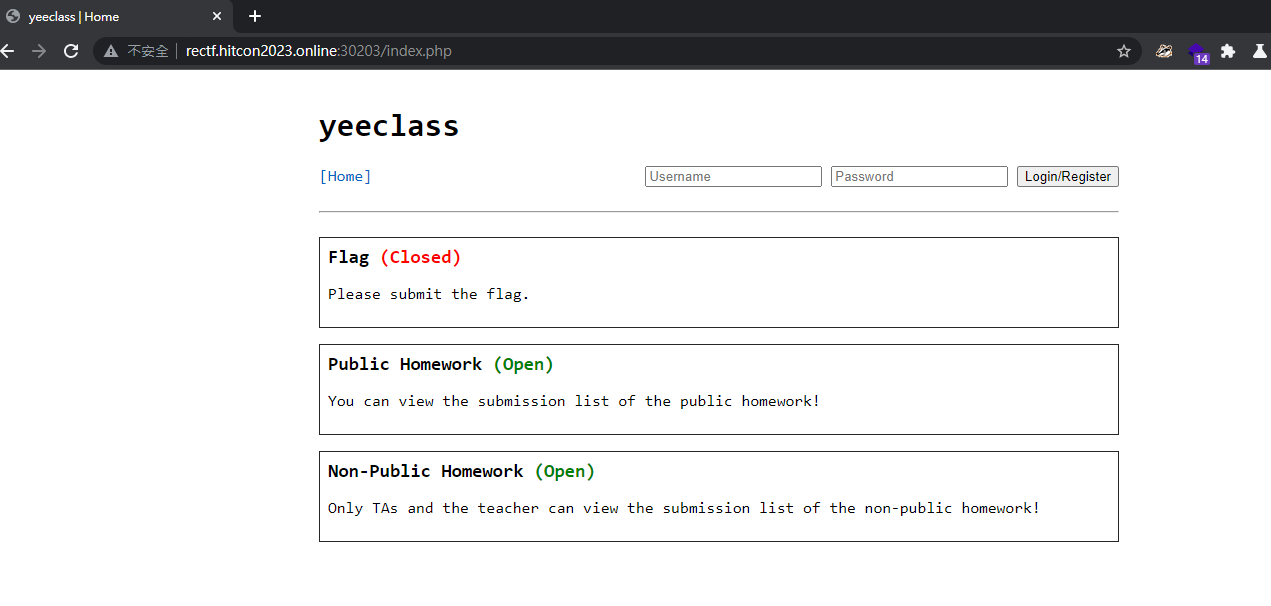 yeeclass | Home
不安全 rectf.hitcon2023.online:30203/index.php
14
yeeclass
[Home] Username Password Login/Register
Flag (Closed)
Please submit the flag.
Public Homework (Open)
You can view the submission list of the public homework!
Non-Public Homework (Open)
Only TAs and the teacher can view the submission list of the non-public homework!